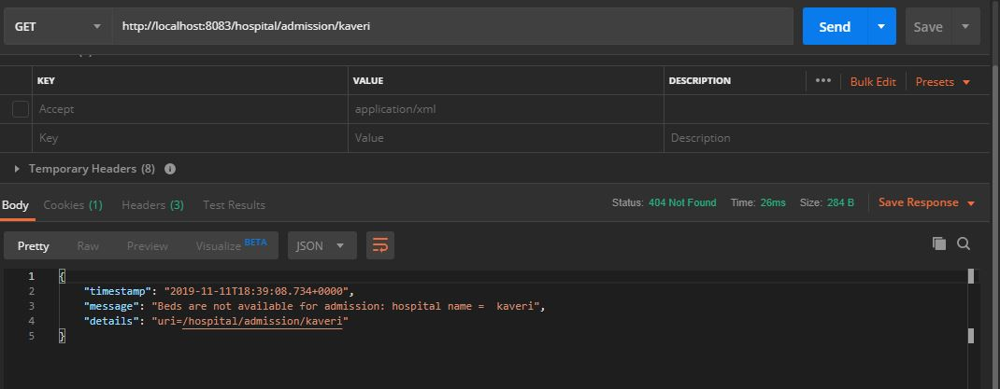 GET http://localhost:8083/hospital/admission/kaveri Send Save
KEY VALUE DESCRIPTION ••• Bulk Edit Presets
Accept application/xml
Key Value Description
Temporary Headers (8) i
Body Cookies (1) Headers (3) Test Results Status: 404 Not Found Time: 26ms Size: 284 B Save Response
Pretty Raw Preview Visualize BETA JSON
1 {
2 "timestamp": "2019-11-11T18:39:08.734+0000",
3 "message": "Beds are not available for admission: hospital name =  kaveri",
4 "details": "uri=/hospital/admission/kaveri"
5 }